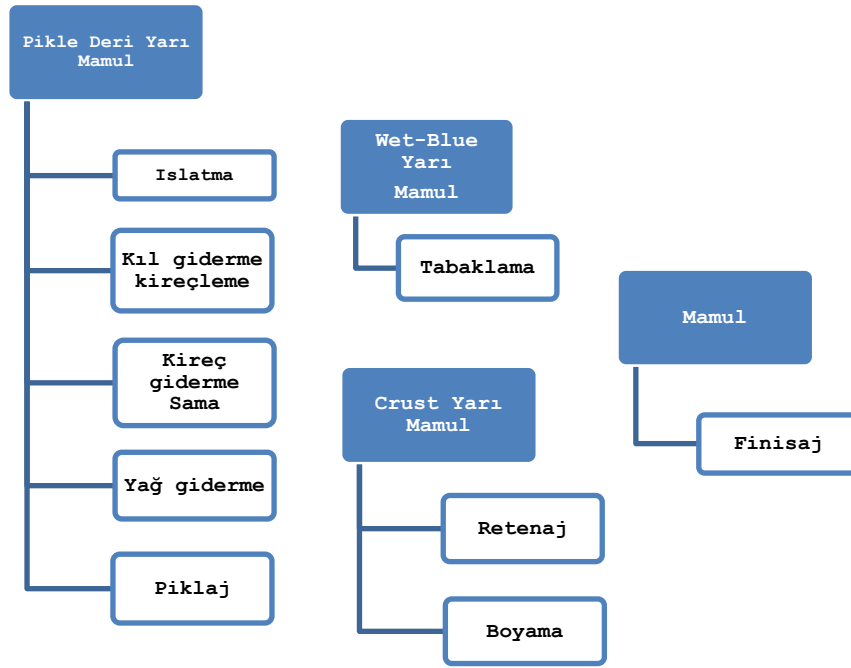 Pikle Deri Yarı
Mamul
Islatma
Kıl giderme
kireçleme
Kireç
giderme
Sama
Yağ giderme
Piklaj
Wet-Blue
Yarı
Mamul
Tabaklama
Crust Yarı
Mamul
Retenaj
Boyama
Mamul
Finisaj